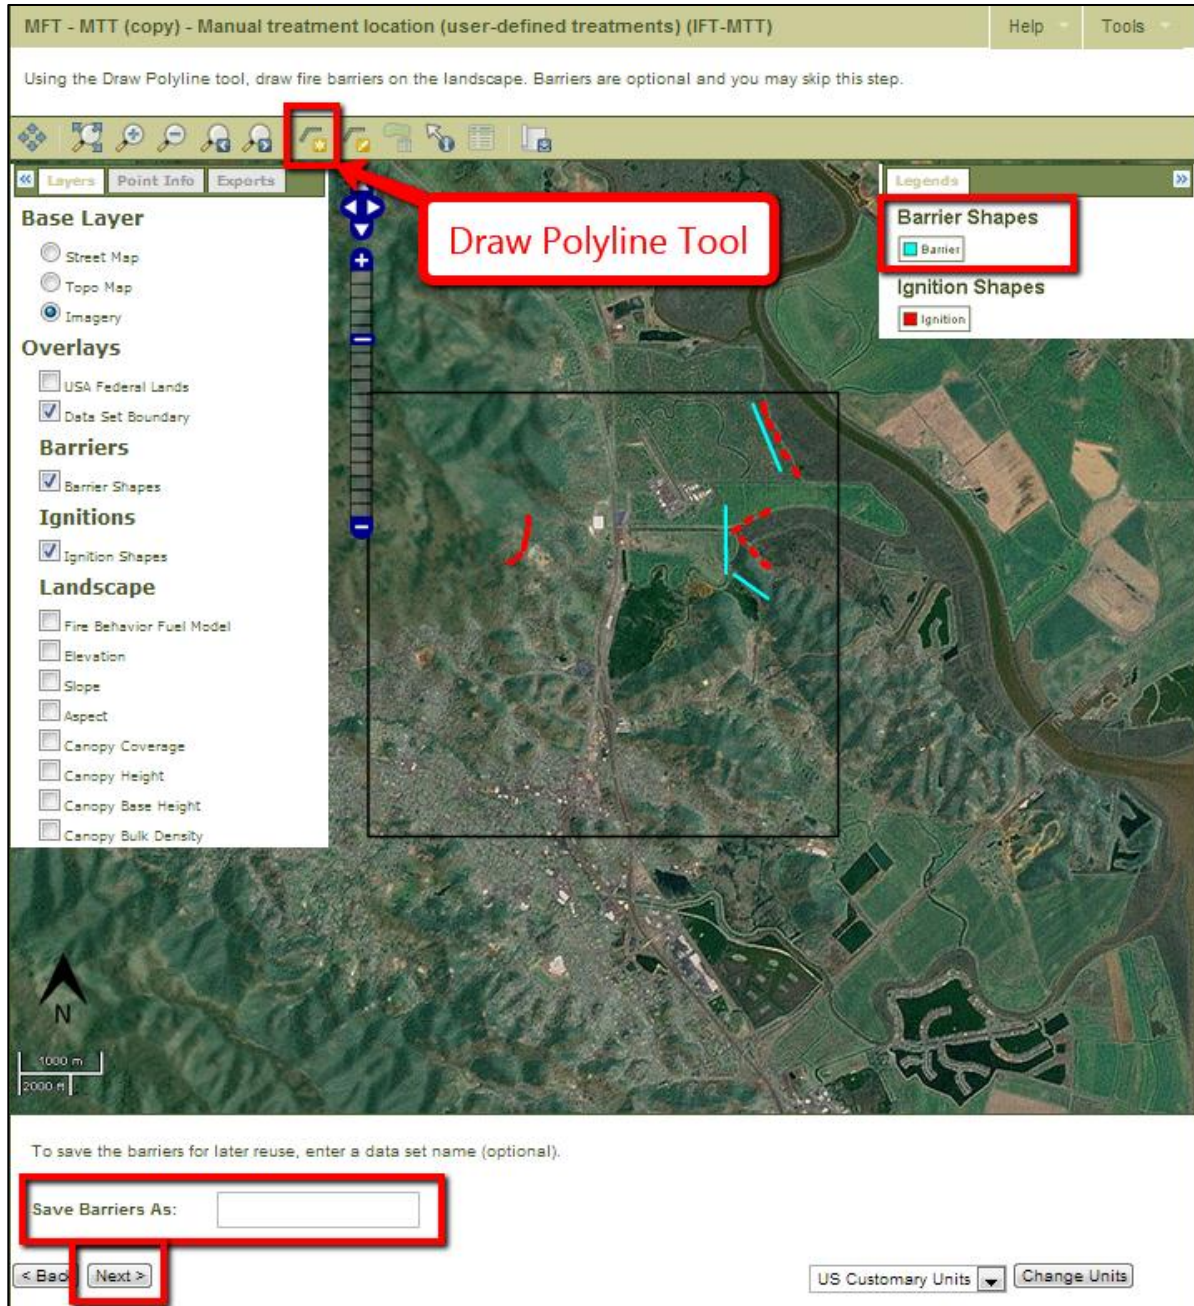 MFT - MTT (copy) - Manual treatment location (user-defined treatments) (IFT-MTT)
Help
Tools
Using the Draw Polyline tool, draw fire barriers on the landscape. Barriers are optional and you may skip this step.
Layers
Point Info
Exports
Legends
Draw Polyline Tool
Base Layer
Street Map
Topo Map
Imagery
Overlays
USA Federal Lands
Data Set Boundary
Barriers
Barrier Shapes
Ignitions
Ignition Shapes
Landscape
Fire Behavior Fuel Model
Elevation
Slope
Aspect
Canopy Coverage
Canopy Height
Canopy Base Height
Canopy Bulk Density
Barrier Shapes
Barrier
Ignition Shapes
Ignition
N
1000 m
2000 ft
To save the barriers for later reuse, enter a data set name (optional).
Save Barriers As:
< Back
Next >
US Customary Units
Change Units